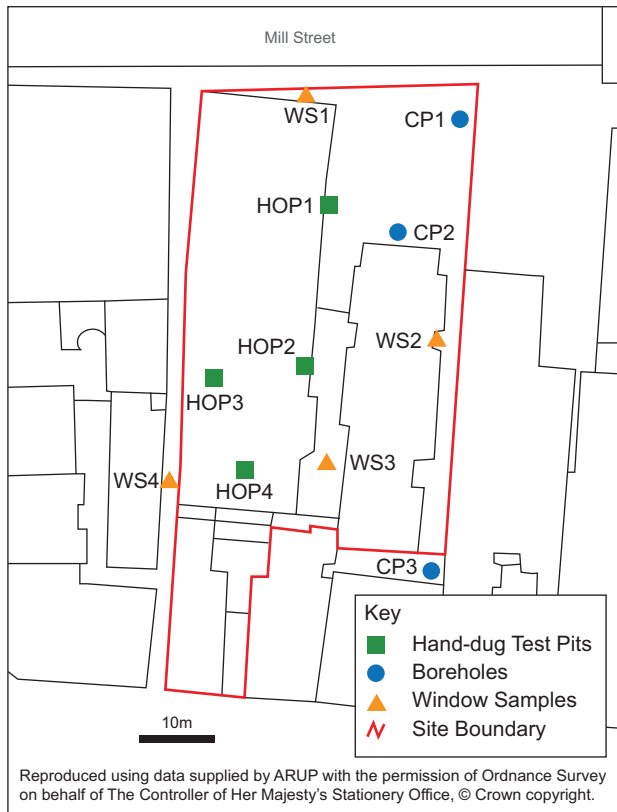 Mill Street
WS1
CP1
HOP1
CP2
HOP2
WS2
HOP3
WS3
WS4
HOP4
CP3
Key
Hand-dug Test Pits
Boreholes
Window Samples
Site Boundary
10m
Reproduced using data supplied by ARUP with the permission of Ordnance Survey
on behalf of The Controller of Her Majesty's Stationery Office, © Crown copyright.